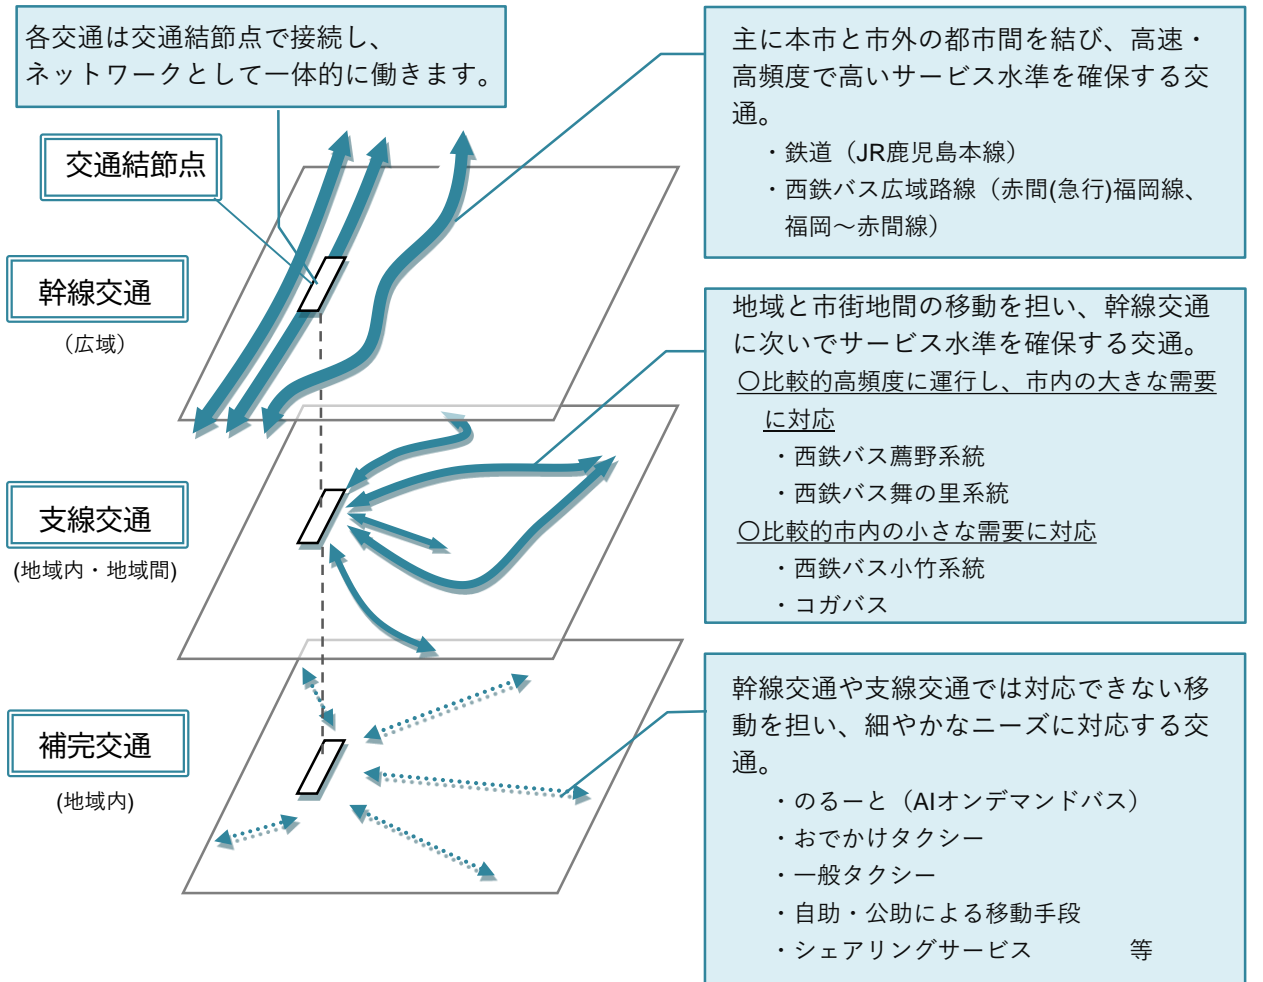 各交通は交通結節点で接続し、
ネットワークとして一体的に働きます。
交通結節点
幹線交通
（広域）
主に本市と市外の都市間を結び、高速・
高頻度で高いサービス水準を確保する交
通。
・鉄道（JR鹿児島本線）
・西鉄バス広域路線（赤間(急行)福岡線、
福岡～赤間線）
支線交通
(地域内・地域間)
地域と市街地間の移動を担い、幹線交通
に次いでサービス水準を確保する交通。
〇比較的高頻度に運行し、市内の大きな需要
に対応
・西鉄バス薦野系統
・西鉄バス舞の里系統
〇比較的市内の小さな需要に対応
・西鉄バス小竹系統
・コガバス
補完交通
(地域内)
幹線交通や支線交通では対応できない移
動を担い、細やかなニーズに対応する交
通。
・のるーと（AIオンデマンドバス）
・おでかけタクシー
・一般タクシー
・自助・公助による移動手段
・シェアリングサービス　　　　等